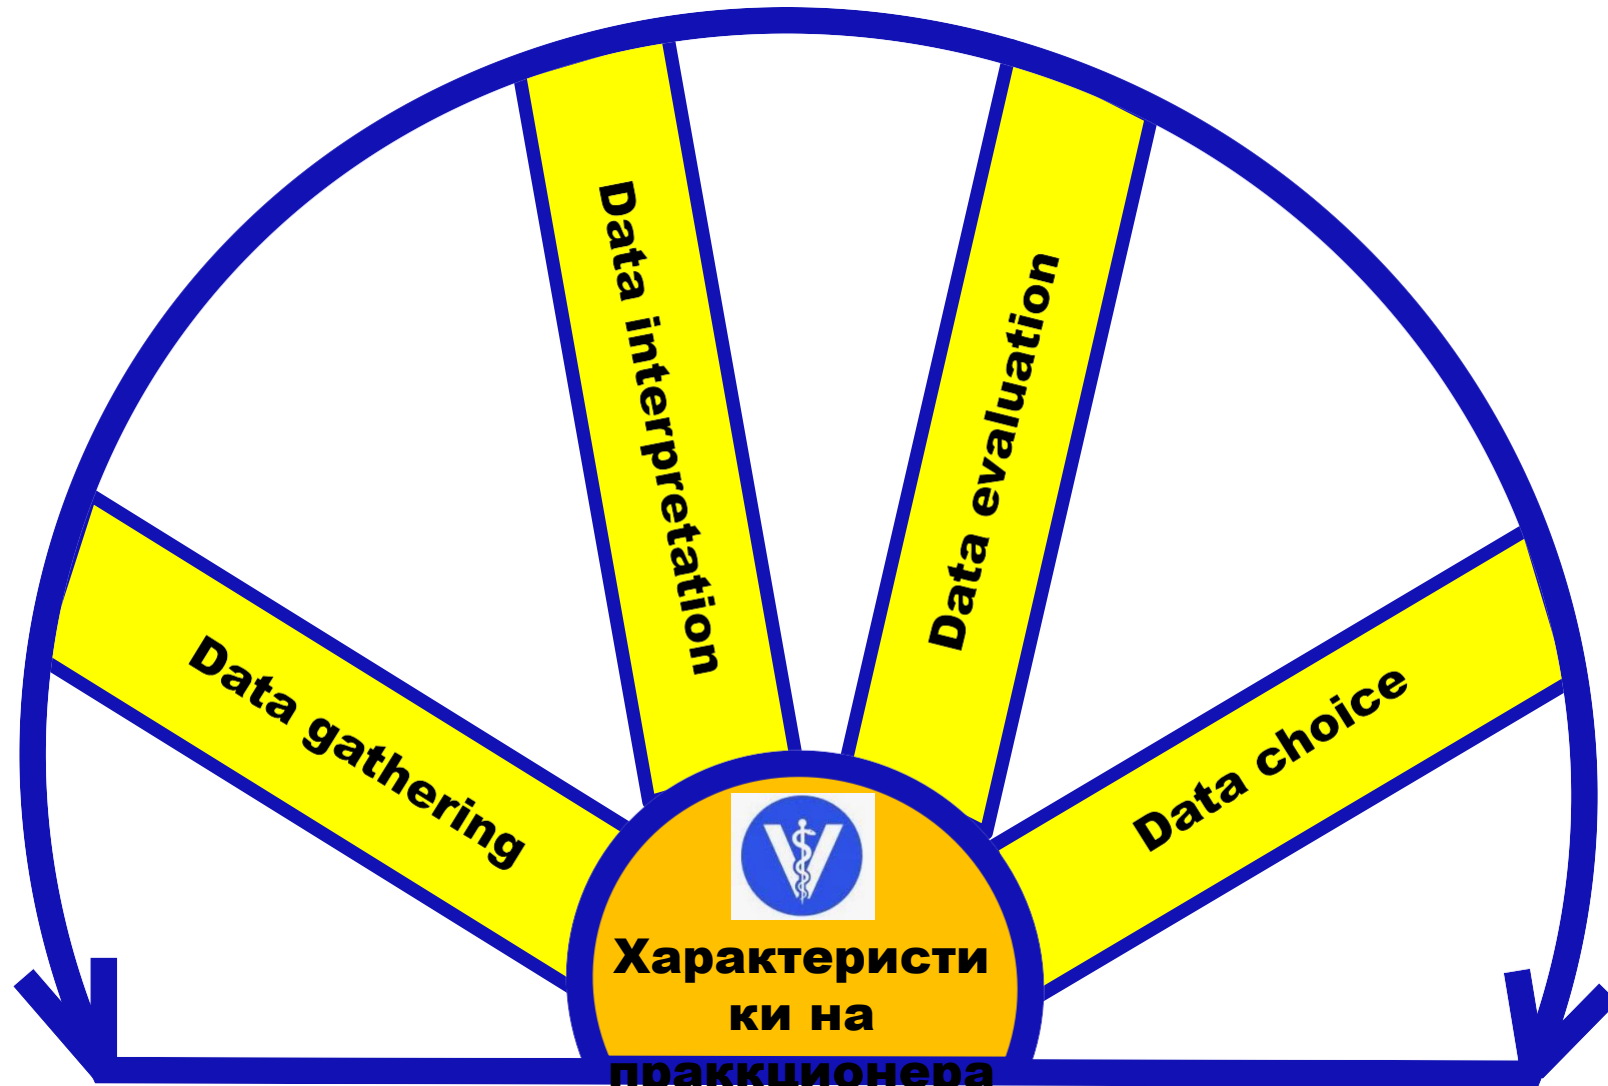 Data interpretation
Data evaluation
Data gathering
Data choice
V
Характеристи
ки на
праккционера